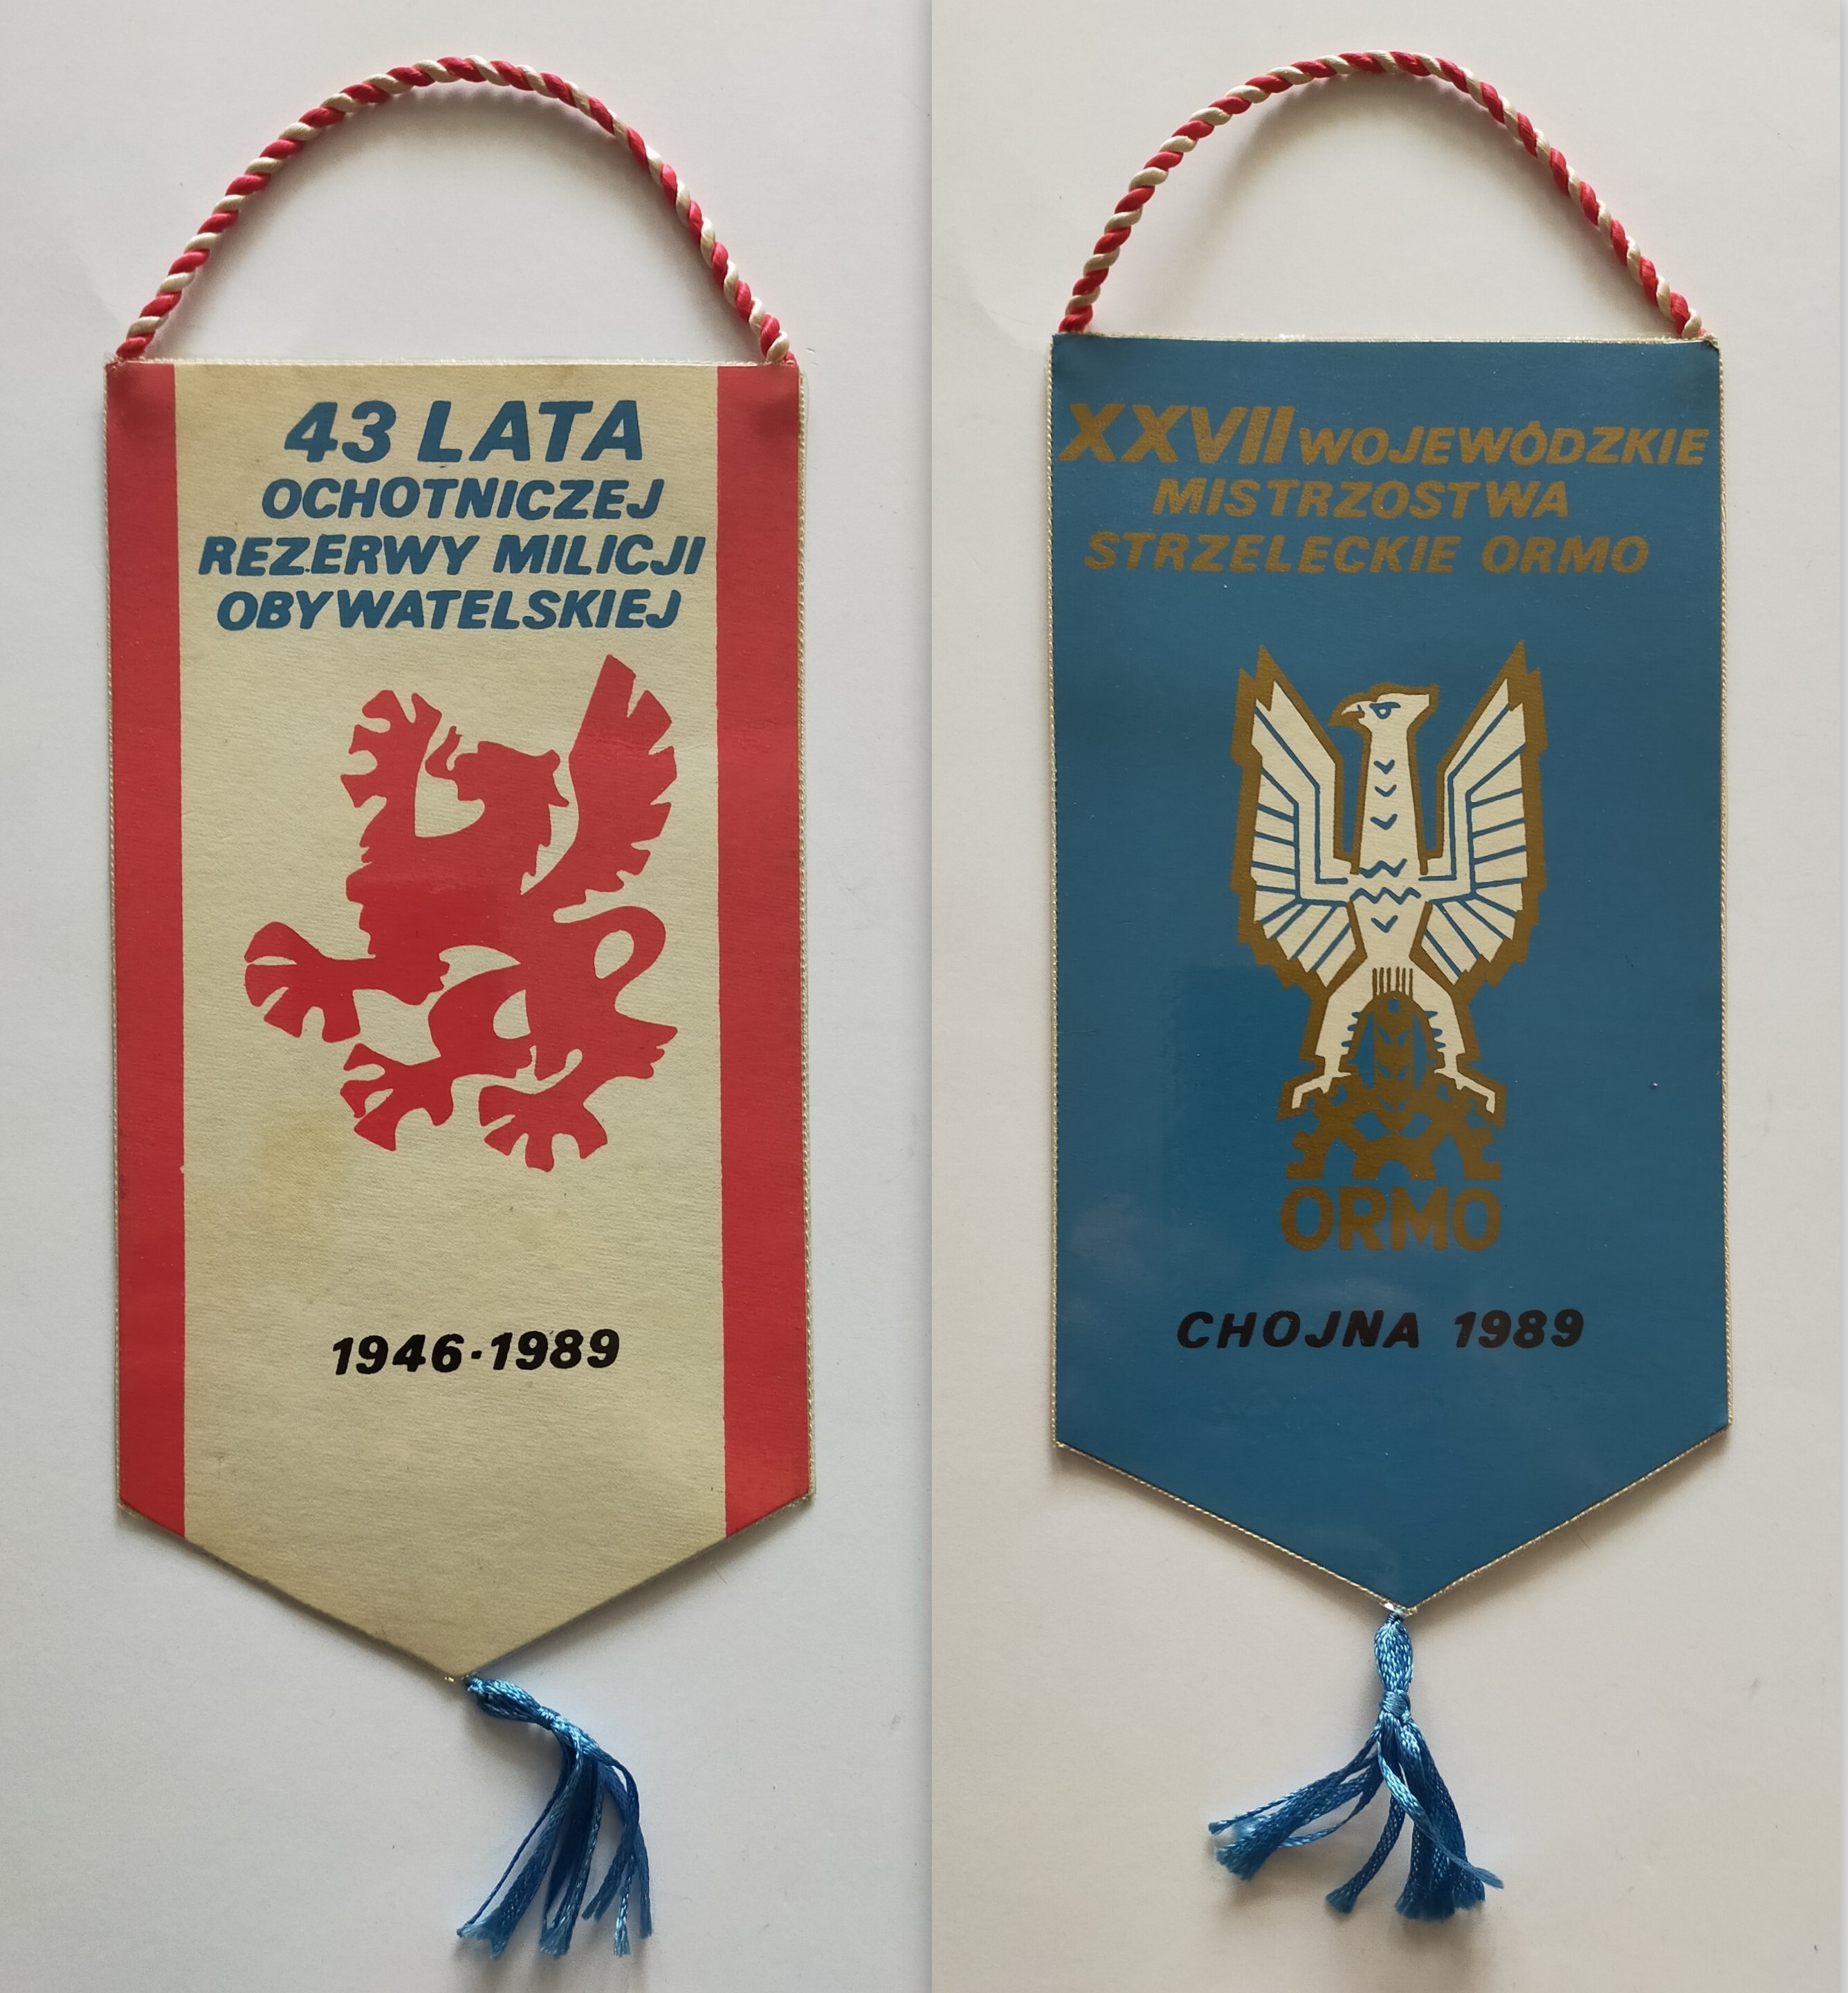 43 LATA
OCHOTNICZEJ
REZERWY MILICJI
OBYWATELSKIEJ
1946-1989
XXVII WOJEWÓDZKIE
MISTRZOSTWA
STRZELECKIE ORMO
ORMO
CHOJNA 1989